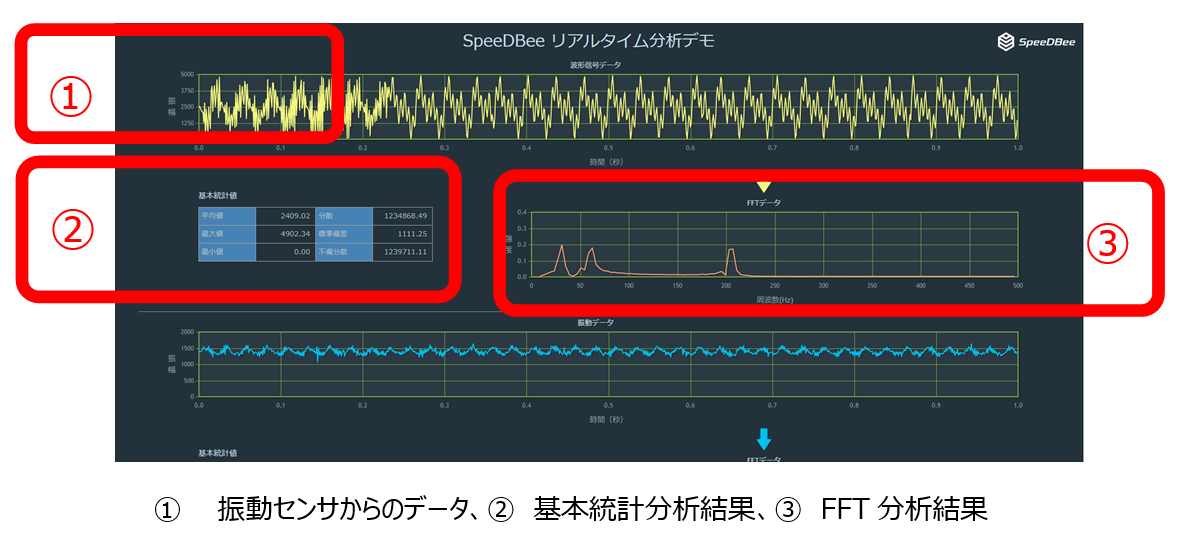 SpeeDBee リアルタイム分析デモ
SpeeDBee
①
波形信号データ
振幅
5000
3750
2500
1250
0.0 0.1 0.2 0.3 0.4 0.5 0.6 0.7 0.8 0.9 1.0
時間（秒）
②
基本統計値
平均値 2409.02 分散 1234868.49
最大値 4902.34 標準偏差 1111.25
最小値 0.00 不偏分散 1239711.11
③
FFTデータ
強度
0.4
0.3
0.2
0.1
0.0
0 50 100 150 200 250 300 350 400 450 500
周波数(Hz)
振動データ
振幅
2000
1500
1000
500
0
0.0 0.1 0.2 0.3 0.4 0.5 0.6 0.7 0.8 0.9 1.0
時間（秒）
基本統計値
FFTデータ
① 振動センサからのデータ、② 基本統計分析結果、③ FFT 分析結果